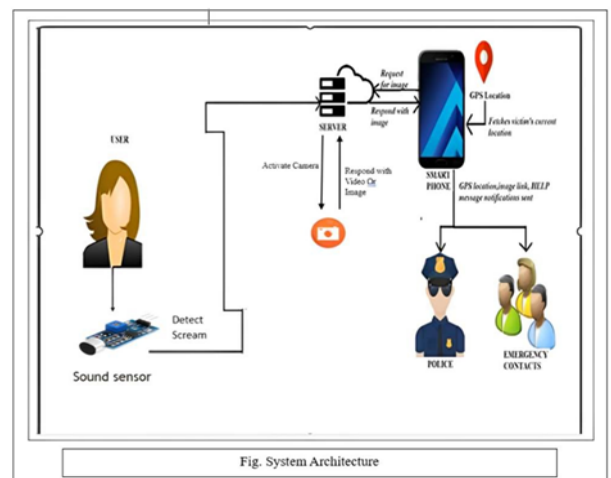 USER
Detect
Scream
Sound sensor
SERVER
Activate Camera
Respond with
Video Or
Image
Request
for image
Respond with
image
SMART
PHONE
GPS Location
Fetches victim's current
location
GPS location,image link, HELP
message notifications sent
POLICE
EMERGENCY
CONTACTS
Fig. System Architecture